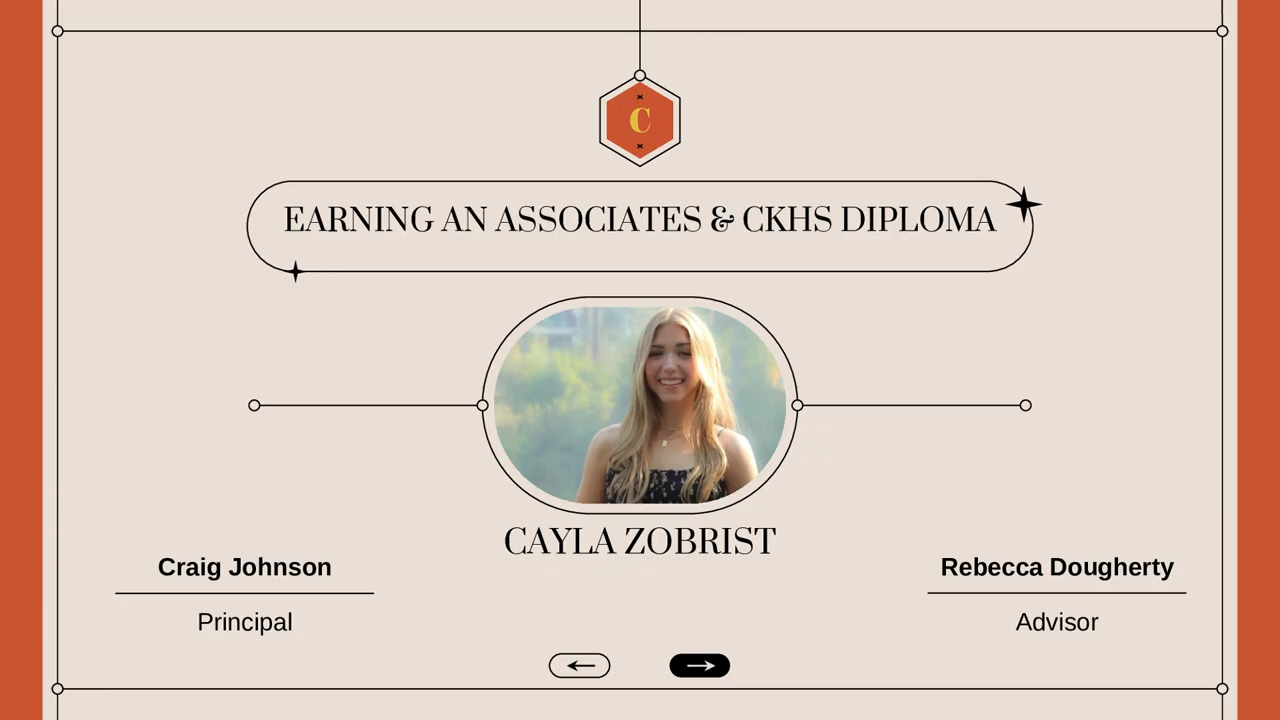 C
EARNING AN ASSOCIATES & CKHS DIPLOMA
CAYLA ZOBRIST
Craig Johnson
Principal
Rebecca Dougherty
Advisor